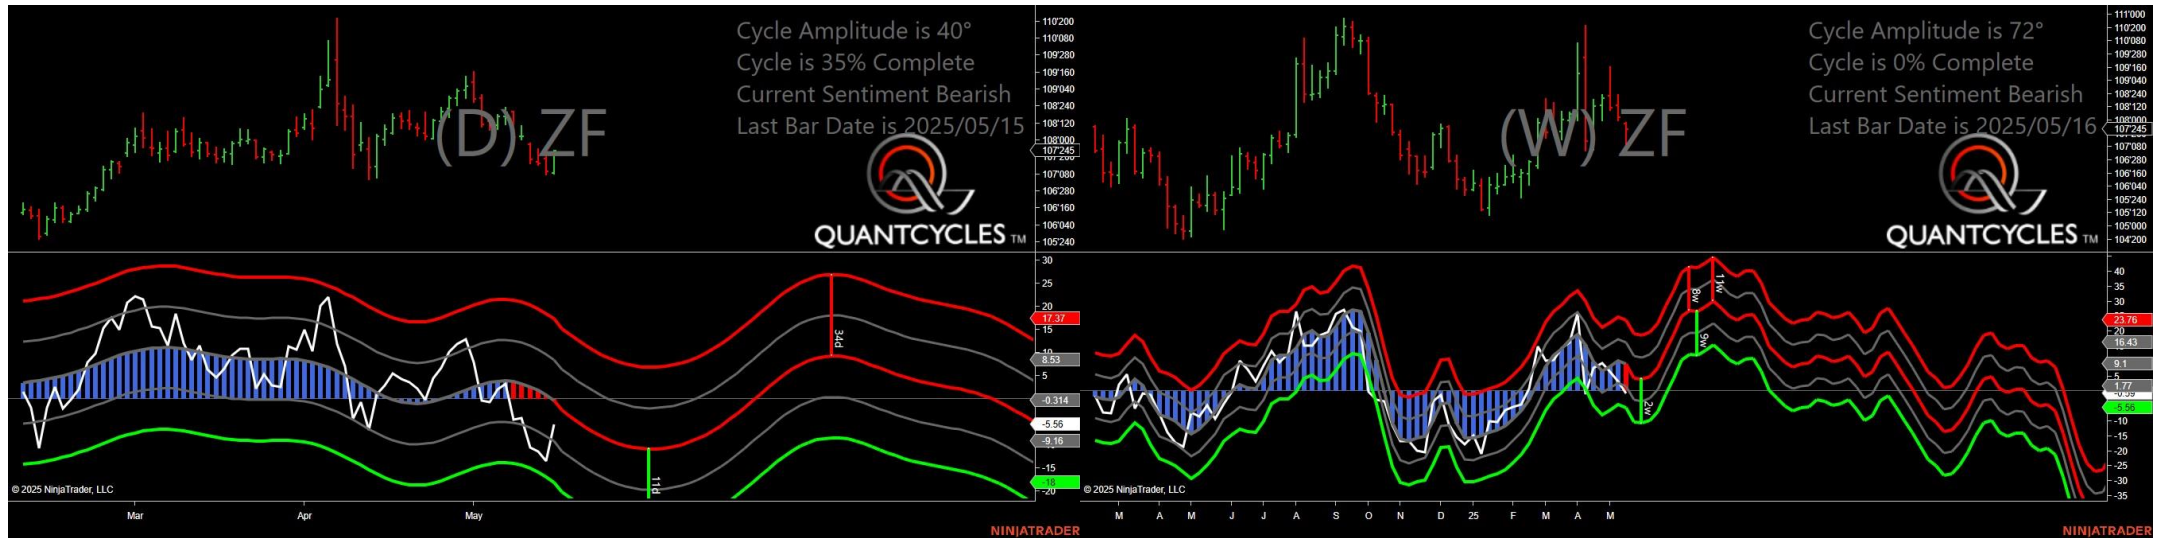 Cycle Amplitude is 40°
Cycle is 35% Complete
Current Sentiment Bearish
Last Bar Date is 2025/05/15
(D) ZF
QUANTCYCLES TM
110'200
110'080
109'280
109'160
109'040
108'240
108'120
108'000
107'245
107'080
106'280
106'160
106'040
105'240
30
25
20
17.37
15
8.53
5
-0.314
-5.56
-9.16
-15
-18
-20
34d
11d
© 2025 NinjaTrader, LLC
Mar
Apr
May
NINJATRADER
Cycle Amplitude is 72°
Cycle is 0% Complete
Current Sentiment Bearish
Last Bar Date is 2025/05/16
(W) ZF
QUANTCYCLES TM
111'000
110'200
110'080
109'280
109'160
109'040
108'240
108'120
108'000
107'245
107'080
106'280
106'160
106'040
105'240
105'120
105'000
104'200
40
35
30
23.76
16.43
9.1
5
1.77
-0.59
-5.56
-10
-15
-20
-25
-30
-35
8w
11w
9w
2w
© 2025 NinjaTrader, LLC
M A M J J A S O N D 25 F M A M
NINJATRADER